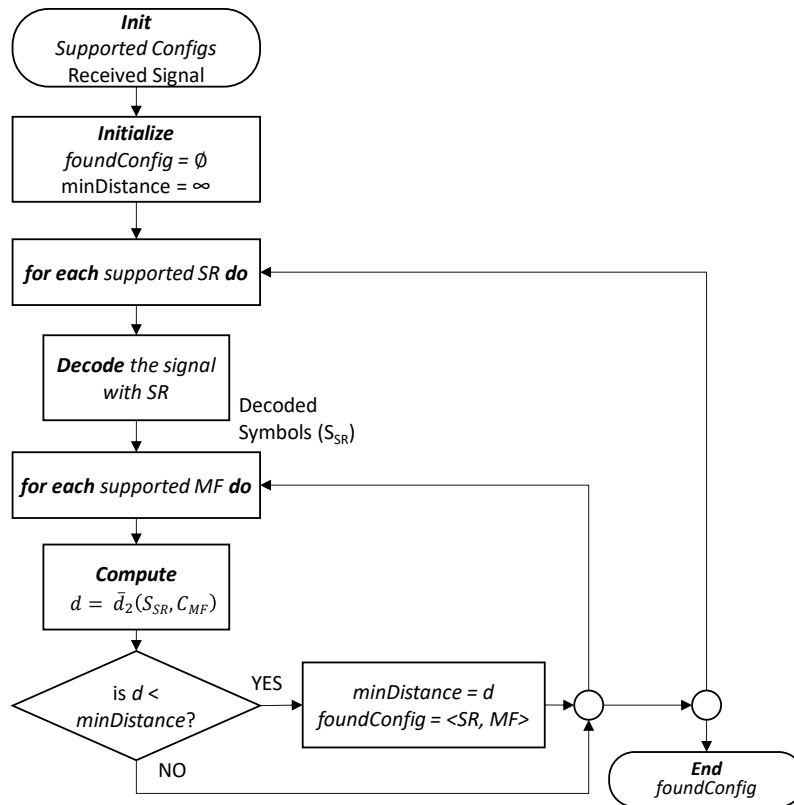 Init
Supported Configs
Received Signal
Initialize
foundConfig = ∅
minDistance = ∞
for each supported SR do
Decode the signal
with SR
Decoded
Symbols (S_SR)
for each supported MF do
Compute
d = d̄₂(S_SR, C_MF)
is d <
minDistance?
YES
minDistance = d
foundConfig = <SR, MF>
NO
End
foundConfig